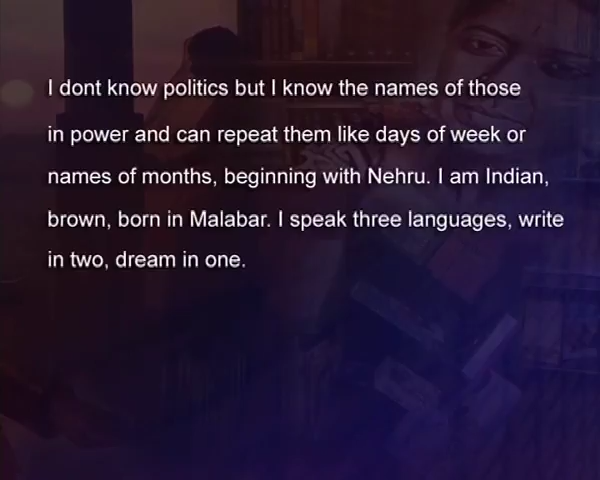 I dont know politics but I know the names of those
in power and can repeat them like days of week or
names of months, beginning with Nehru. I am Indian,
brown, born in Malabar. I speak three languages, write
in two, dream in one.